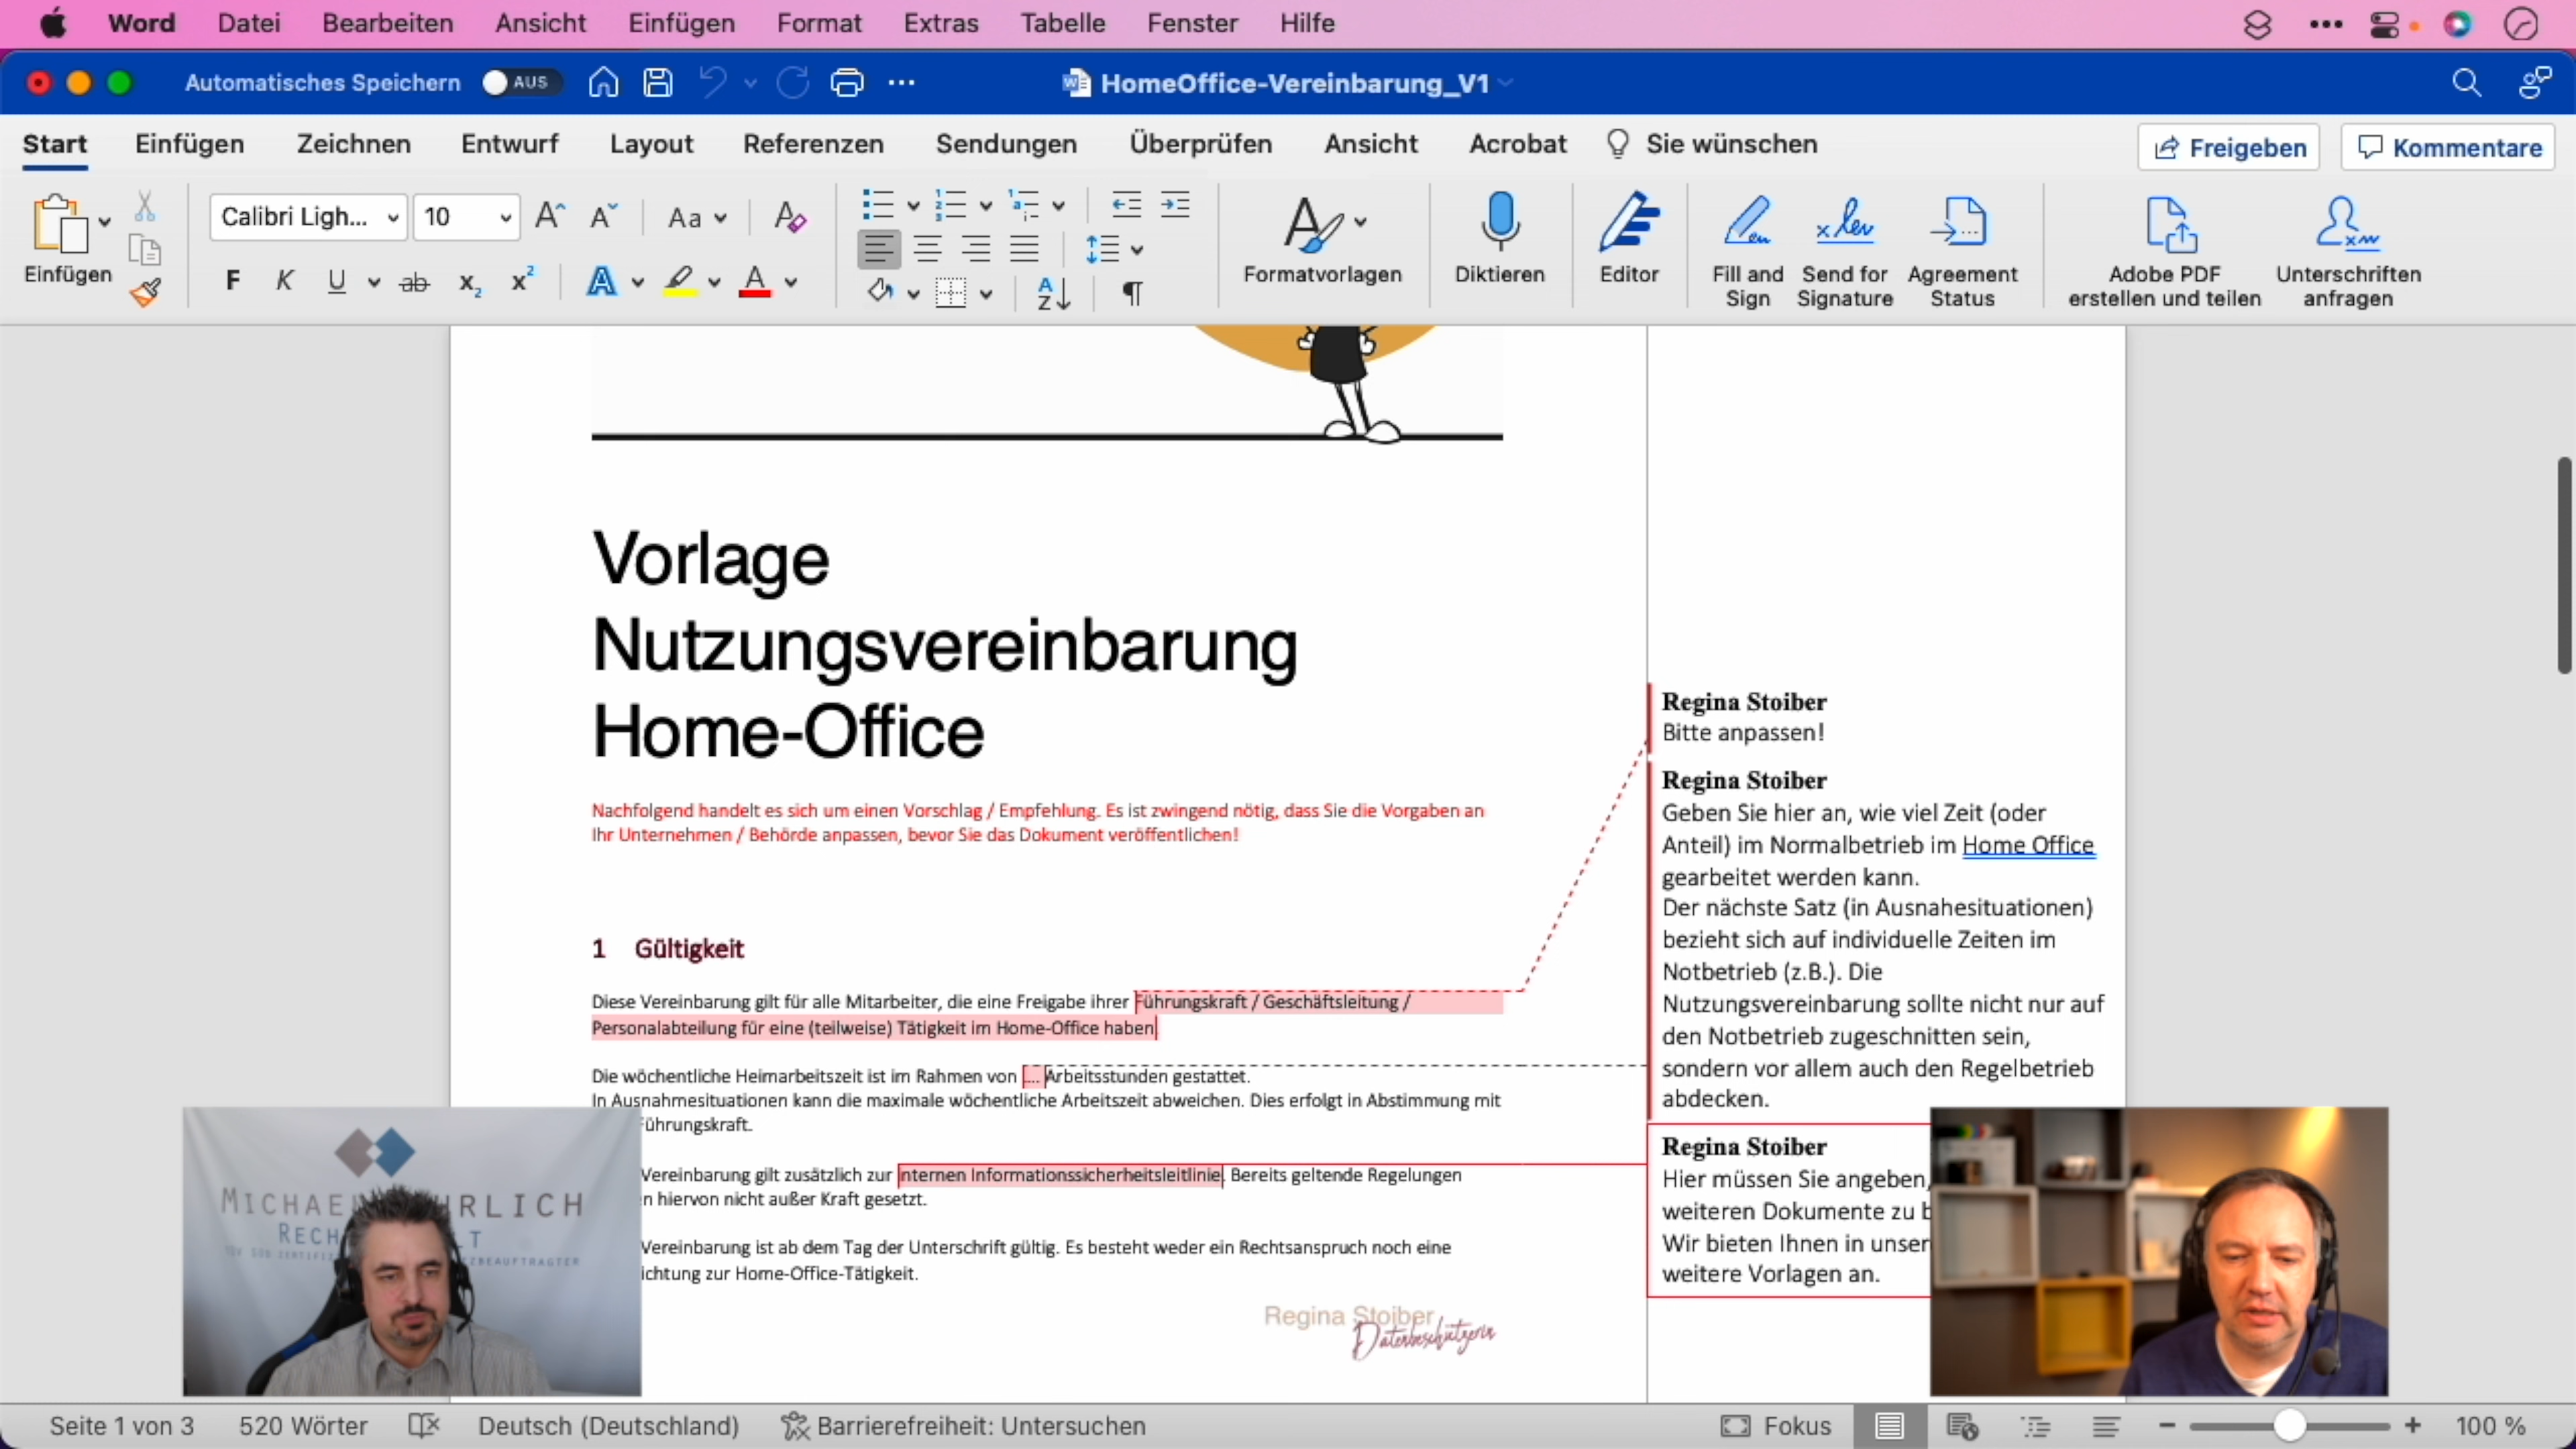 Word Datei Bearbeiten Ansicht Einfügen Format Extras Tabelle Fenster Hilfe
Automatisches Speichern AUS HomeOffice-Vereinbarung_V1
Start Einfügen Zeichnen Entwurf Layout Referenzen Sendungen Überprüfen Ansicht Acrobat Sie wünschen Freigeben Kommentare
Calibri Ligh... 10
Einfügen
F K U ab x₂ x²
Formatvorlagen
Diktieren
Editor
Fill and
Sign
Send for
Signature
Agreement
Status
Adobe PDF
erstellen und teilen
Unterschriften
anfragen
Vorlage
Nutzungsvereinbarung
Home-Office
Nachfolgend handelt es sich um einen Vorschlag / Empfehlung. Es ist zwingend nötig, dass Sie die Vorgaben an
Ihr Unternehmen / Behörde anpassen, bevor Sie das Dokument veröffentlichen!
1 Gültigkeit
Diese Vereinbarung gilt für alle Mitarbeiter, die eine Freigabe ihrer Führungskraft / Geschäftsleitung /
Personalabteilung für eine (teilweise) Tätigkeit im Home-Office haben.
Die wöchentliche Heimarbeitszeit ist im Rahmen von .... Arbeitsstunden gestattet.
In Ausnahmesituationen kann die maximale wöchentliche Arbeitszeit abweichen. Dies erfolgt in Abstimmung mit
Führungskraft.
Vereinbarung gilt zusätzlich zur internen Informationssicherheitsleitlinie. Bereits geltende Regelungen
n hiervon nicht außer Kraft gesetzt.
Vereinbarung ist ab dem Tag der Unterschrift gültig. Es besteht weder ein Rechtsanspruch noch eine
ichtung zur Home-Office-Tätigkeit.
Regina Stoiber
Datenbeschützerin
Regina Stoiber
Bitte anpassen!
Regina Stoiber
Geben Sie hier an, wie viel Zeit (oder
Anteil) im Normalbetrieb im Home Office
gearbeitet werden kann.
Der nächste Satz (in Ausnahesituationen)
bezieht sich auf individuelle Zeiten im
Notbetrieb (z.B.). Die
Nutzungsvereinbarung sollte nicht nur auf
den Notbetrieb zugeschnitten sein,
sondern vor allem auch den Regelbetrieb
abdecken.
Regina Stoiber
Hier müssen Sie angeben,
weiteren Dokumente zu b
Wir bieten Ihnen in unser
weitere Vorlagen an.
Seite 1 von 3 520 Wörter Deutsch (Deutschland) Barrierefreiheit: Untersuchen Fokus 100 %